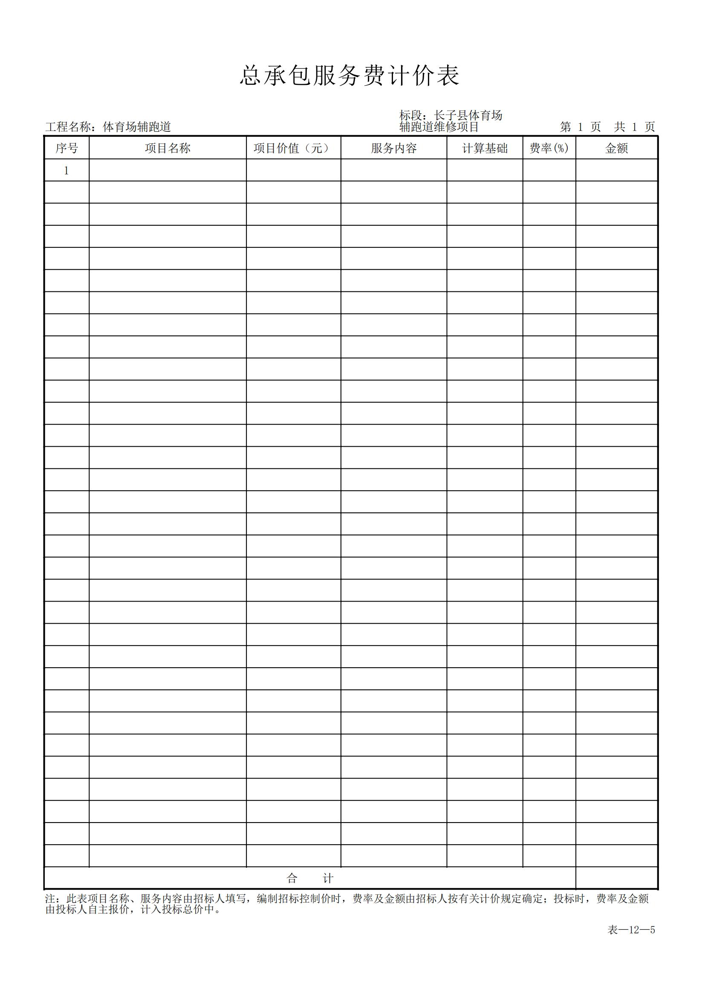 总承包服务费计价表
标段：长子县体育场
工程名称：体育场辅跑道 辅跑道维修项目 第 1 页 共 1 页
序号 项目名称 项目价值（元） 服务内容 计算基础 费率(%) 金额
1
合 计
注：此表项目名称、服务内容由招标人填写，编制招标控制价时，费率及金额由招标人按有关计价规定确定；投标时，费率及金额
由投标人自主报价，计入投标总价中。
表—12—5